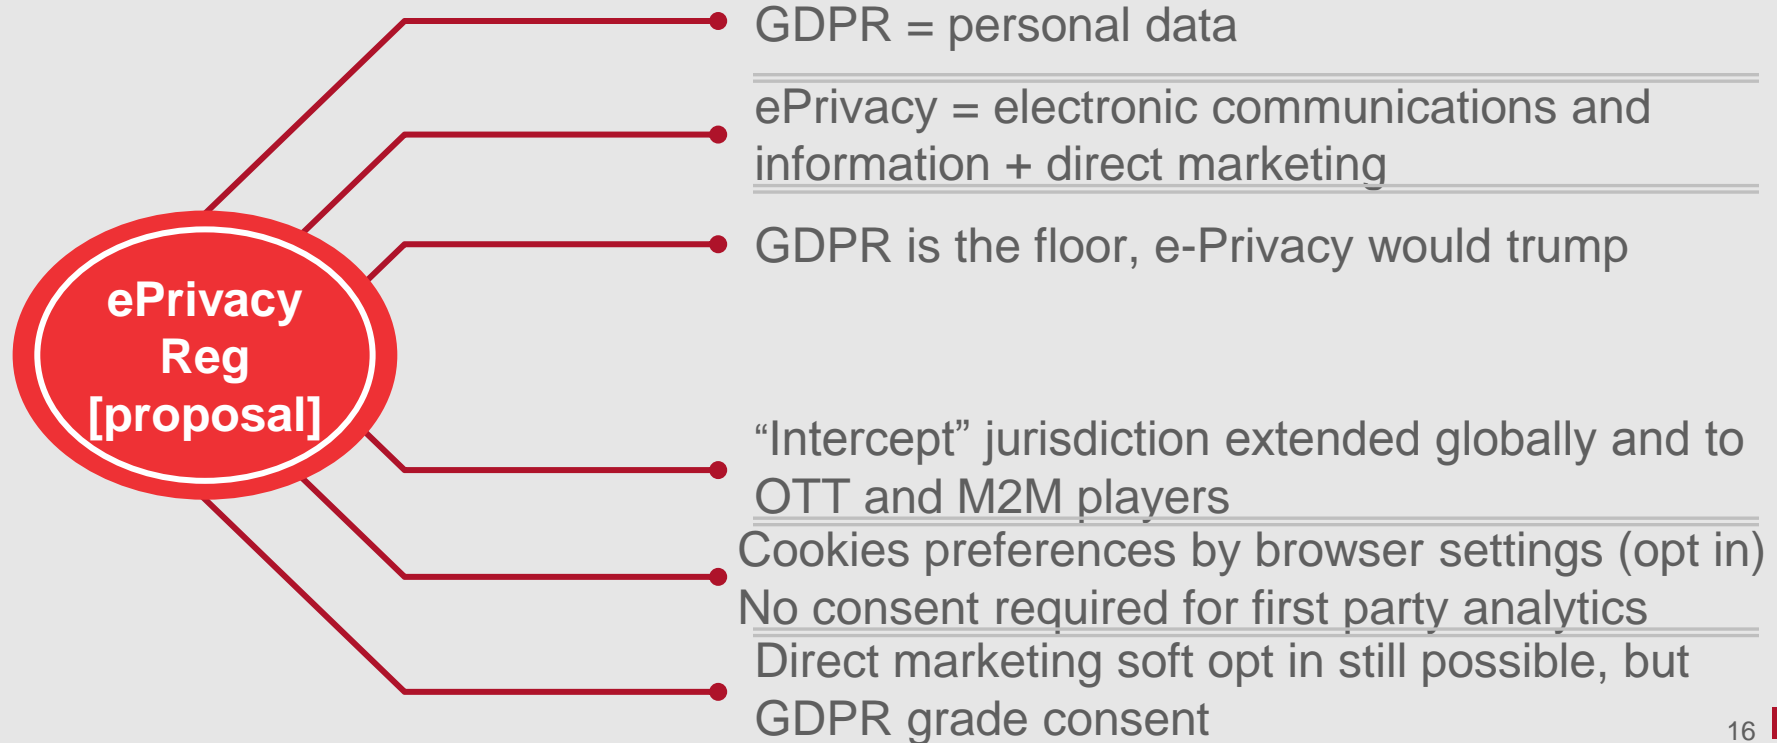 GDPR = personal data
ePrivacy = electronic communications and
information + direct marketing
GDPR is the floor, e-Privacy would trump
ePrivacy
Reg
[proposal]
“Intercept” jurisdiction extended globally and to
OTT and M2M players
Cookies preferences by browser settings (opt in)
No consent required for first party analytics
Direct marketing soft opt in still possible, but
GDPR grade consent
16